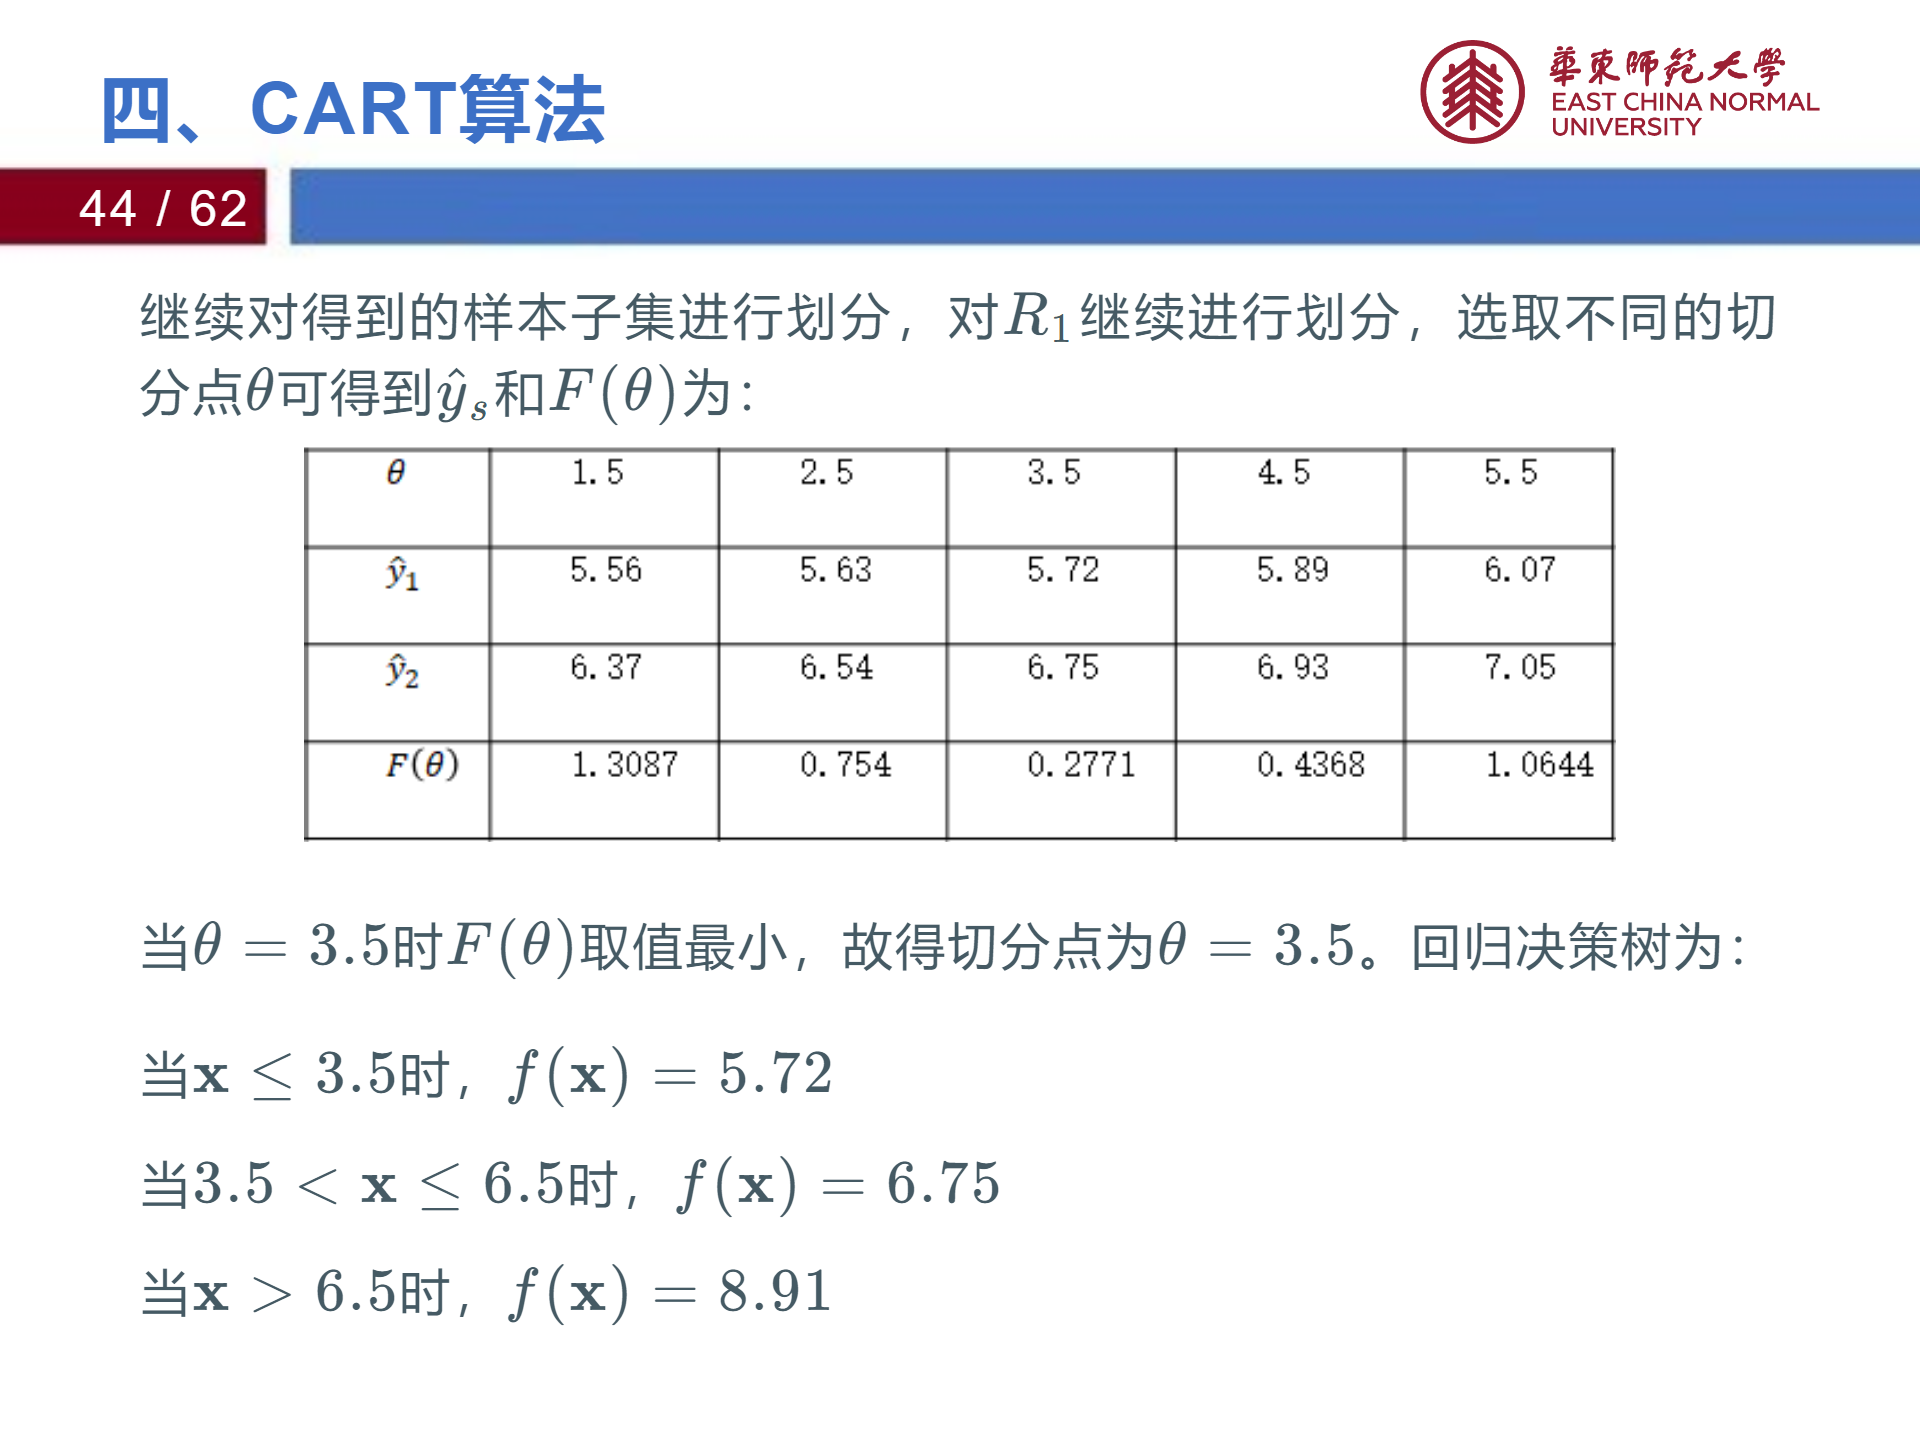 四、CART算法
華東師範大學
EAST CHINA NORMAL
UNIVERSITY
44 / 62
继续对得到的样本子集进行划分，对R₁继续进行划分，选取不同的切
分点θ可得到ŷₛ和F(θ)为：
θ 1.5 2.5 3.5 4.5 5.5
ŷ₁ 5.56 5.63 5.72 5.89 6.07
ŷ₂ 6.37 6.54 6.75 6.93 7.05
F(θ) 1.3087 0.754 0.2771 0.4368 1.0644
当θ = 3.5时F(θ)取值最小，故得切分点为θ = 3.5。回归决策树为：
当x ≤ 3.5时，f(x) = 5.72
当3.5 < x ≤ 6.5时，f(x) = 6.75
当x > 6.5时，f(x) = 8.91